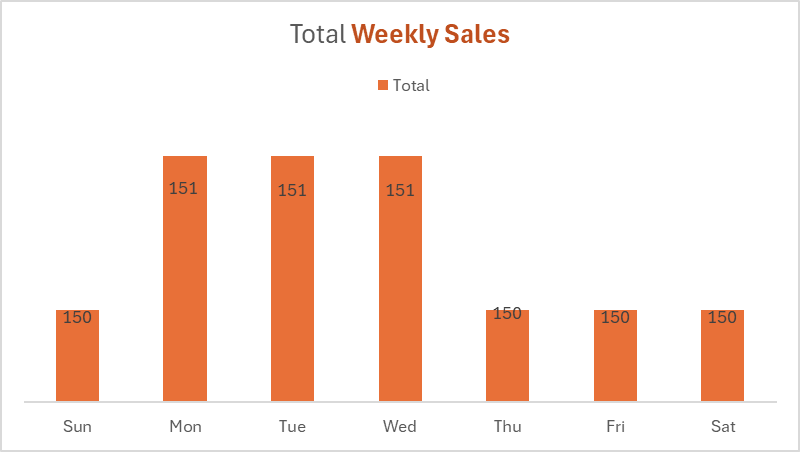 Total Weekly Sales
Total
151 151 151
150 150 150 150
Sun Mon Tue Wed Thu Fri Sat